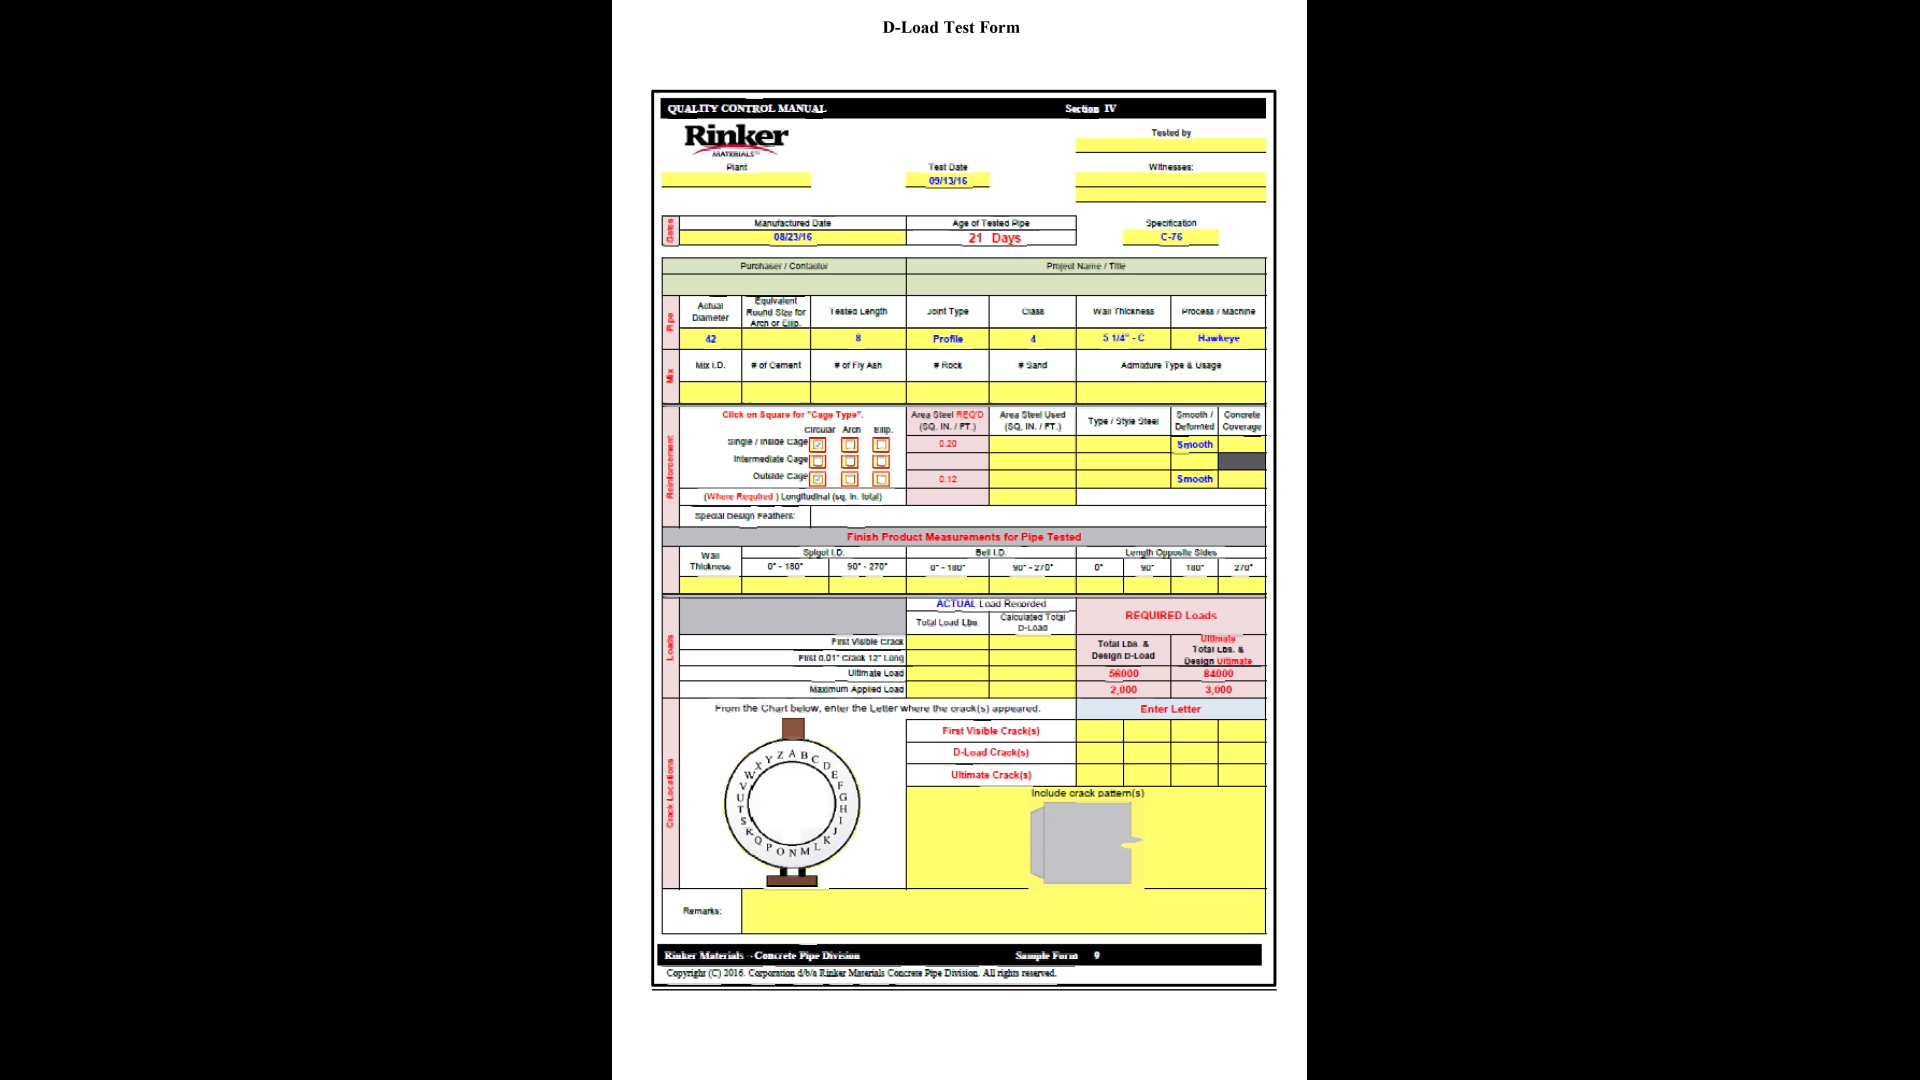 D-Load Test Form
QUALITY CONTROL MANUAL Section IV
Rinker
MATERIALS™
Tested by
Plant Test Date Witnesses:
09/13/16
Dates Manufactured Date Age of Tested Pipe Specification
08/23/16 21 Days C-76
Purchaser / Contactor Project Name / Title
Pipe Actual Diameter Equivalent Round Size for Arch or Ellip. Tested Length Joint Type Class Wall Thickness Process / Machine
42 8 Profile 4 5 1/4" - C Hawkeye
Mix Mix I.D. # of Cement # of Fly Ash # Rock # Sand Admixture Type & Usage
Reinforcement Click on Square for "Cage Type". Area Steel REQ'D (SQ. IN. / FT.) Area Steel Used (SQ. IN. / FT.) Type / Style Steel Smooth / Deformed Concrete Coverage
Circular Arch Ellip.
Single / Inside Cage 0.20 Smooth
Intermediate Cage
Outside Cage 0.12 Smooth
(Where Required ) Longitudinal (sq. in. total)
Special Design Feathers:
Finish Product Measurements for Pipe Tested
Wall Thickness Spigot I.D. Bell I.D. Length Opposite Sides
0° - 180° 90° - 270° 0° - 180° 90° - 270° 0° 90° 180° 270°
Loads ACTUAL Load Recorded REQUIRED Loads
Total Load Lbs. Calculated Total D-Load
First Visible Crack Total Lbs & Design D-Load Ultimate Total Lbs. & Design Ultimate
First 0.01" Crack 12" Long
Ultimate Load 56000 84000
Maximum Applied Load 2,000 3,000
Crack Locations From the Chart below, enter the Letter where the crack(s) appeared. Enter Letter
First Visible Crack(s)
D-Load Crack(s)
Ultimate Crack(s)
A B C D E F G H I J K L M N O P Q R S T U V W X Y Z
Include crack pattern(s)
Remarks:
Rinker Materials - Concrete Pipe Division Sample Form 9
Copyright (C) 2016. Corporation d/b/a Rinker Materials Concrete Pipe Division. All rights reserved.